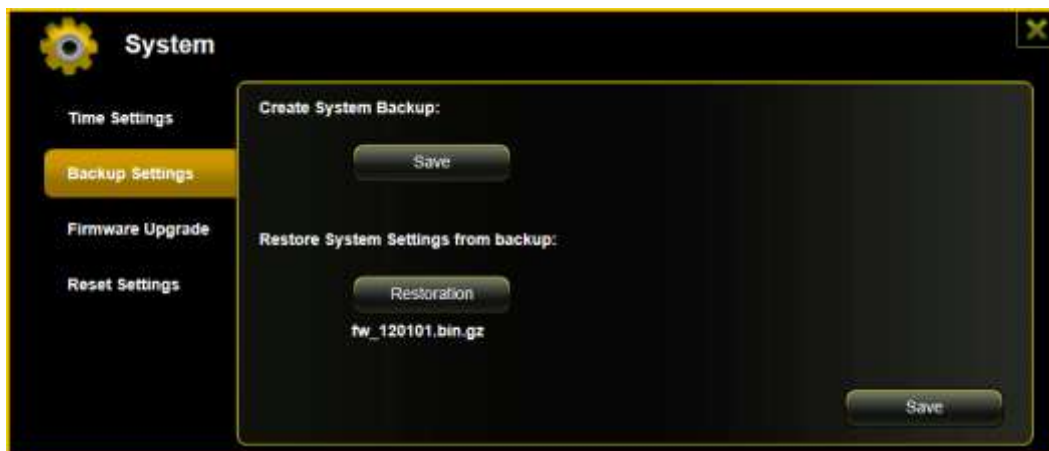 System
Time Settings
Backup Settings
Firmware Upgrade
Reset Settings
Create System Backup:
Save
Restore System Settings from backup:
Restoration
fw_120101.bin.gz
Save